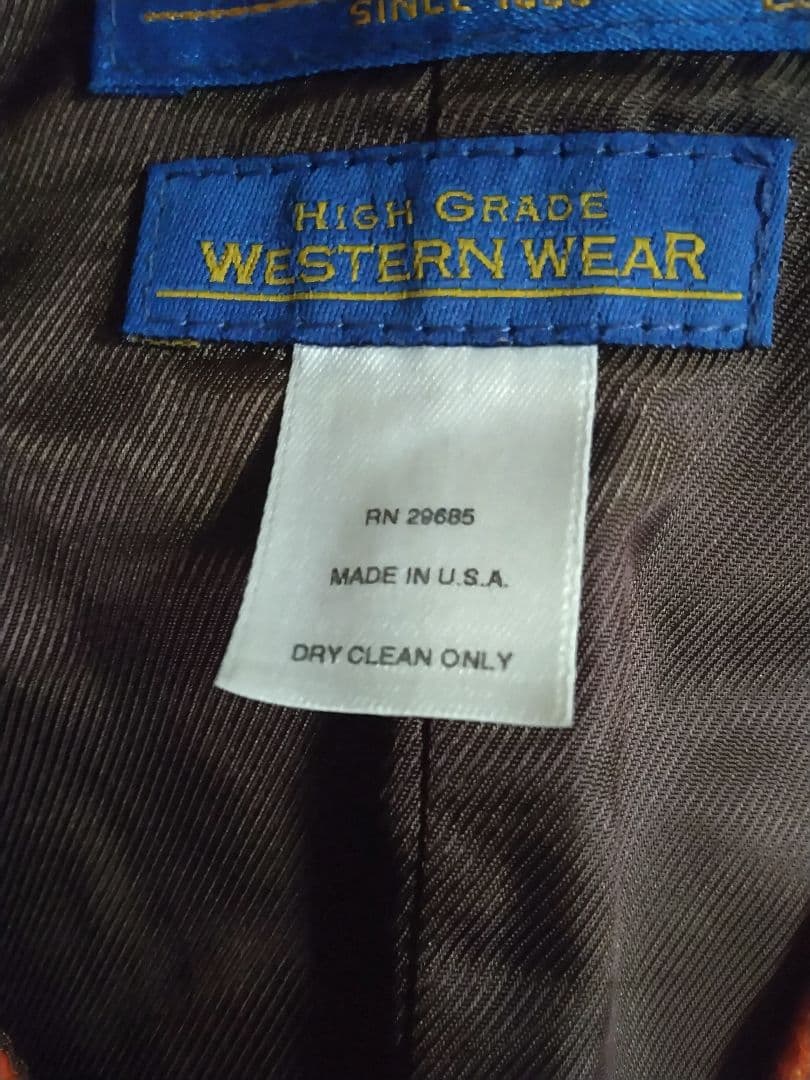 SINCE
HIGH GRADE
WESTERN WEAR
RN 29685
MADE IN U.S.A.
DRY CLEAN ONLY